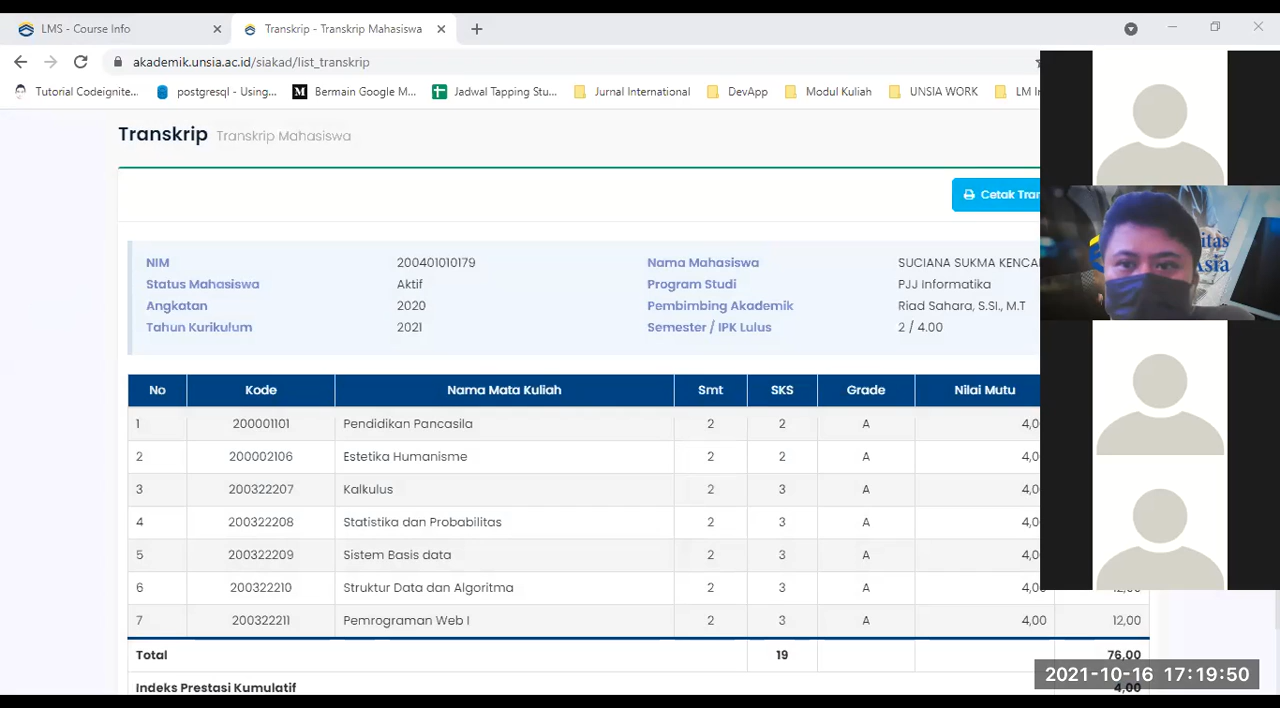 LMS - Course Info
Transkrip - Transkrip Mahasiswa
akademik.unsia.ac.id/siakad/list_transkrip
Tutorial Codeignite... postgresql - Using... Bermain Google M... Jadwal Tapping Stu... Jurnal International DevApp Modul Kuliah UNSIA WORK
Transkrip Transkrip Mahasiswa
Cetak
NIM 200401010179 Nama Mahasiswa SUCIANA SUKMA
Status Mahasiswa Aktif Program Studi PJJ Informatika
Angkatan 2020 Pembimbing Akademik Riad Sahara, S.SI., M.T
Tahun Kurikulum 2021 Semester / IPK Lulus 2 / 4.00
No Kode Nama Mata Kuliah Smt SKS Grade Nilai Mutu
1 200001101 Pendidikan Pancasila 2 2 A
2 200002106 Estetika Humanisme 2 2 A
3 200322207 Kalkulus 2 3 A
4 200322208 Statistika dan Probabilitas 2 3 A
5 200322209 Sistem Basis data 2 3 A
6 200322210 Struktur Data dan Algoritma 2 3 A
7 200322211 Pemrograman Web I 2 3 A 4,00 12,00
Total 19 76,00
Indeks Prestasi Kumulatif 4,00
2021-10-16 17:19:50